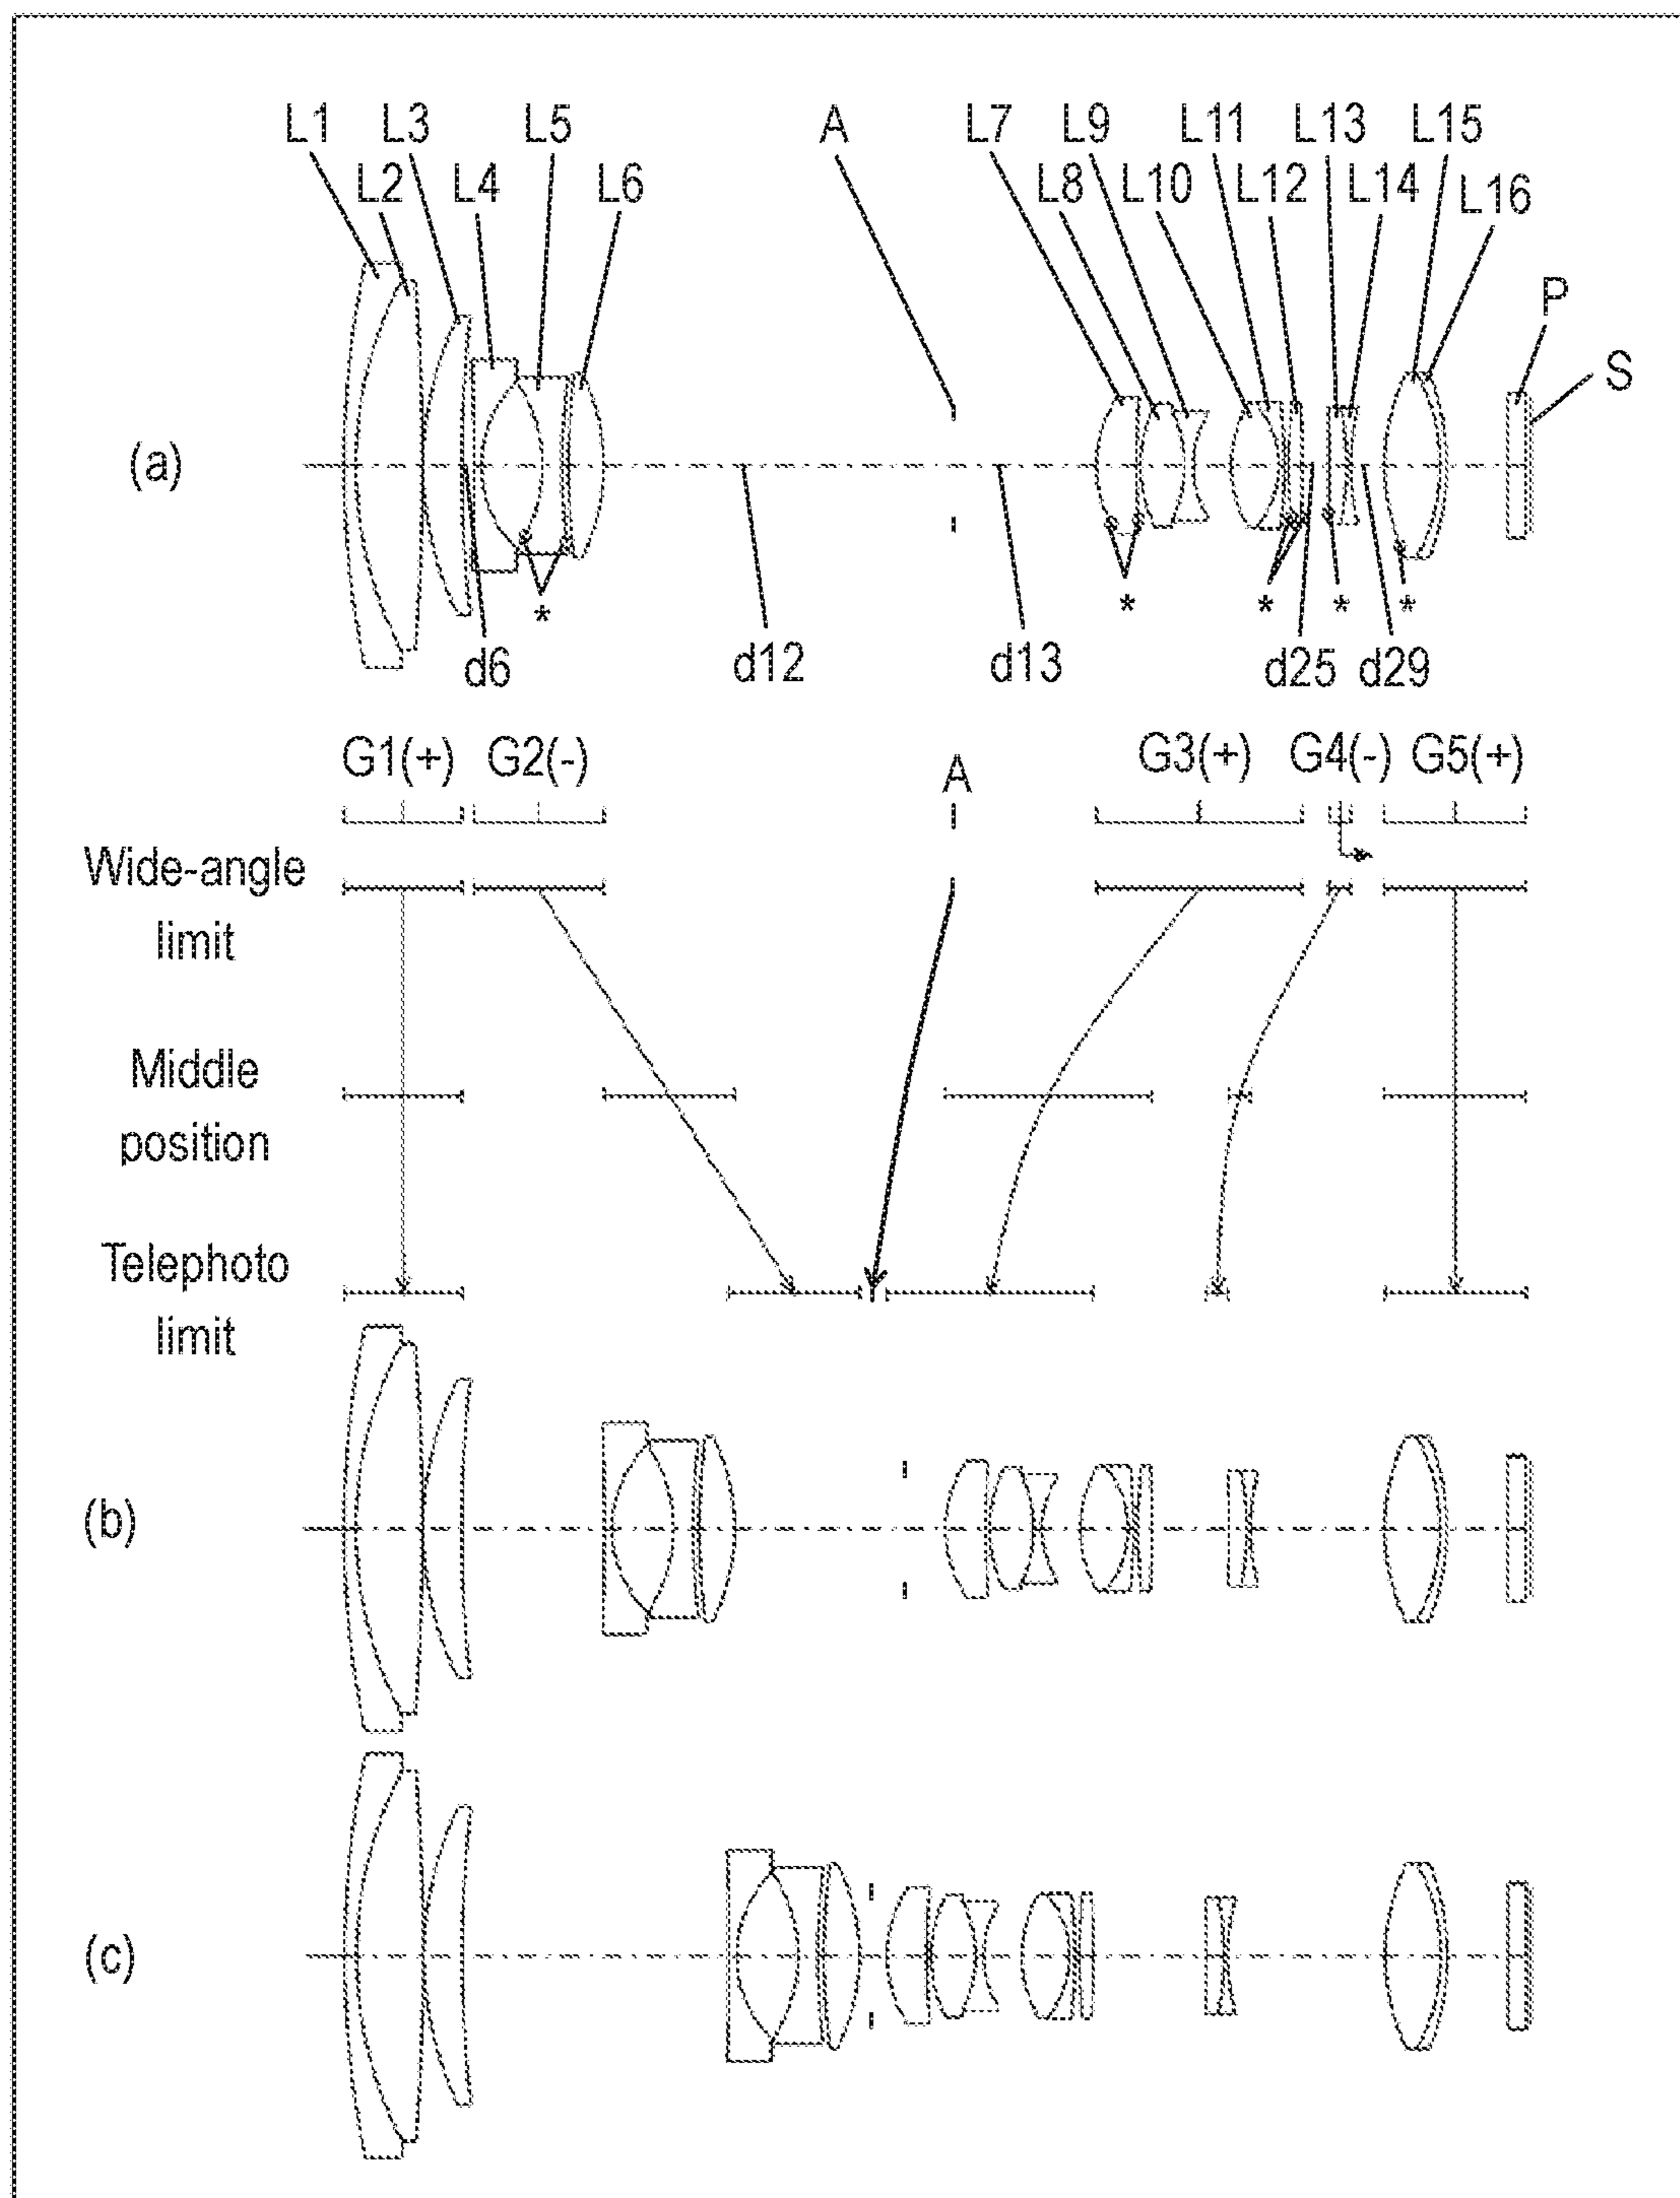 L1 L3 L5 A L7 L9 L11 L13 L15
L2 L4 L6 L8 L10 L12 L14 L16
P
S
(a)
* * * * *
d6 d12 d13 d25 d29
G1(+) G2(-) A G3(+) G4(-) G5(+)
Wide-angle
limit
Middle
position
Telephoto
limit
(b)
(c)